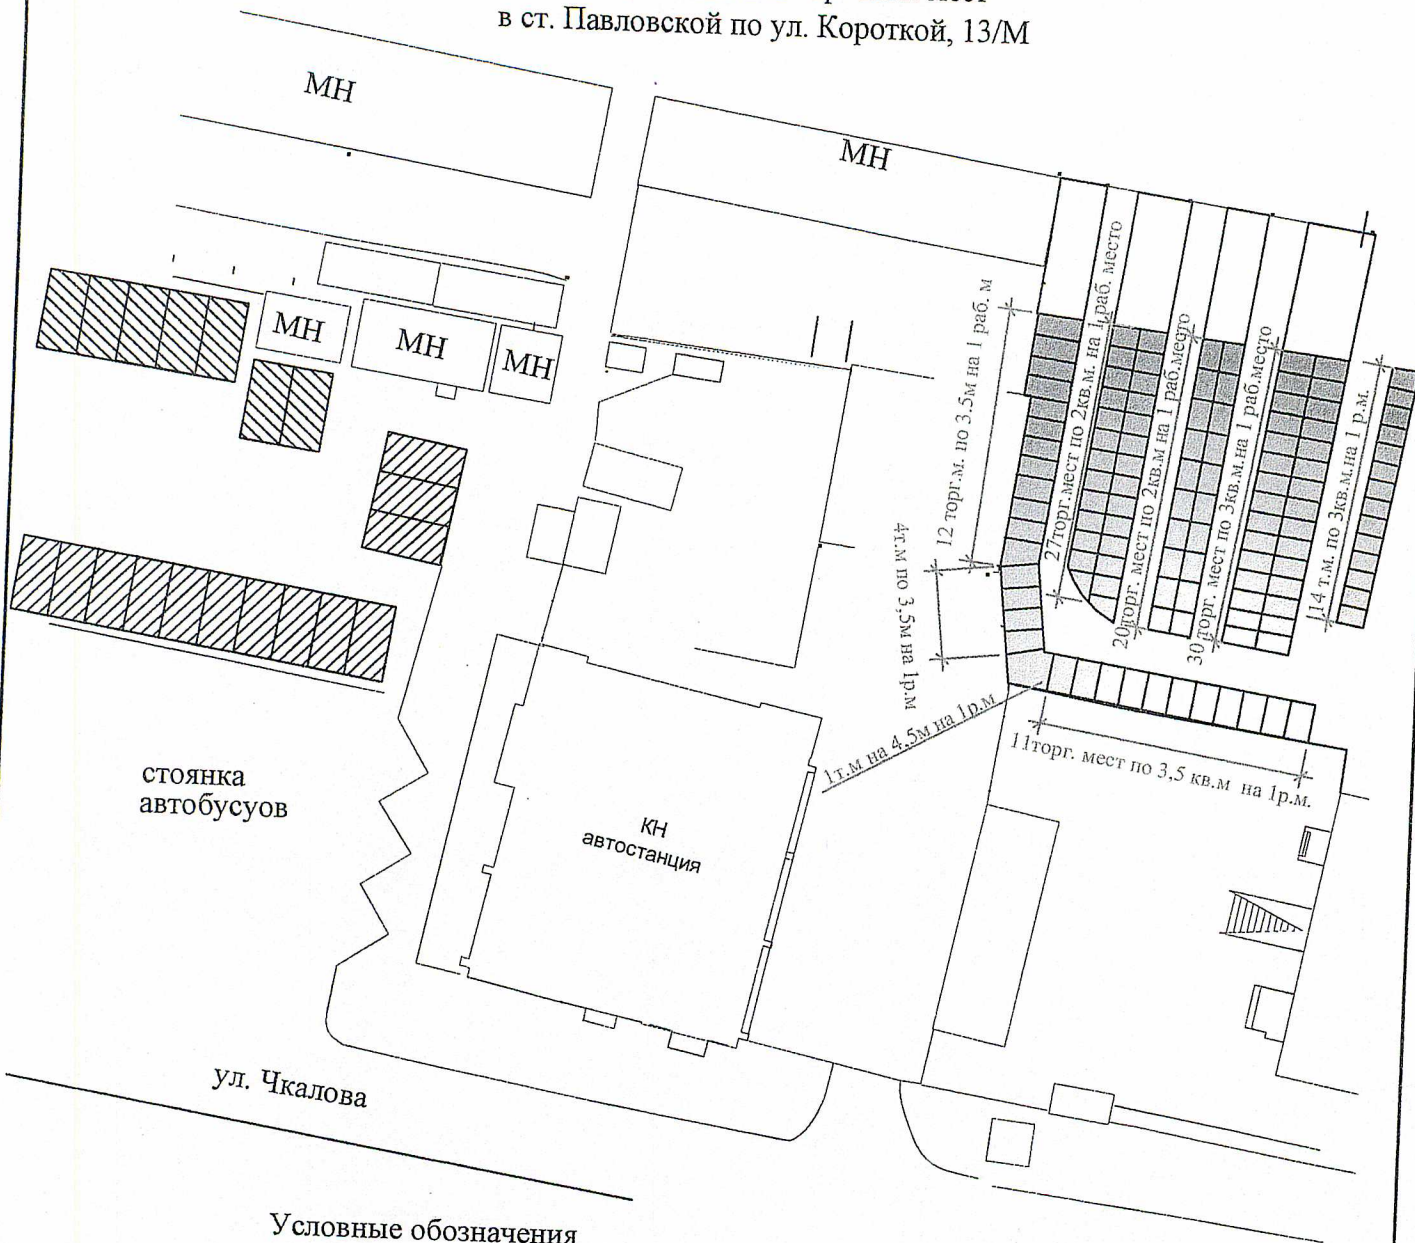 в ст. Павловской по ул. Короткой, 13/М
МН
МН
МН
МН
МН
12 торг.м. по 3.5м на 1 раб. м
27торг.мест по 2кв.м. на 1 раб. место
20торг. мест по 2кв.м на 1 раб.место
30торг. мест по 3кв.м.на 1 раб.место
14 т.м. по 3кв.м.на 1 р.м.
4т.м по 3,5м на 1р.м
1т.м на 4,5м на 1р.м
11торг. мест по 3,5 кв.м на 1р.м.
стоянка
автобусуов
КН
автостанция
ул. Чкалова
Условные обозначения